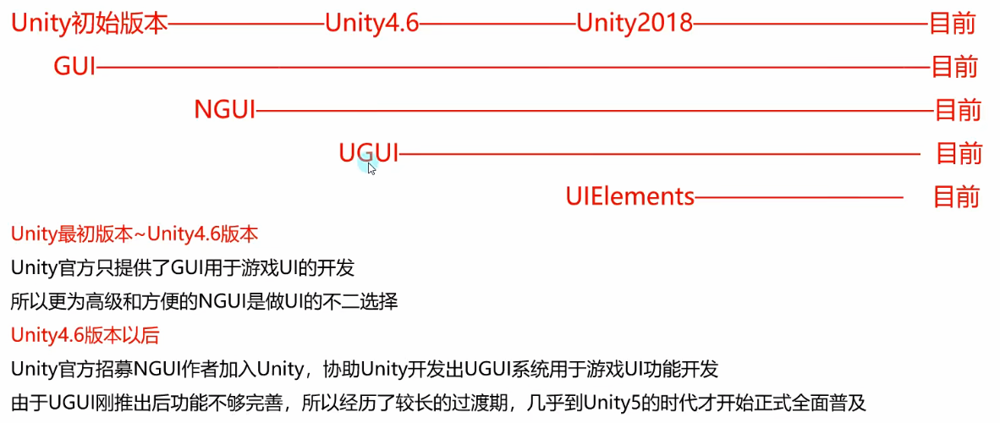 Unity初始版本————Unity4.6————Unity2018————目前
GUI————目前
NGUI————目前
UGUI————目前
UIElements————目前
Unity最初版本~Unity4.6版本
Unity官方只提供了GUI用于游戏UI的开发
所以更为高级和方便的NGUI是做UI的不二选择
Unity4.6版本以后
Unity官方招募NGUI作者加入Unity，协助Unity开发出UGUI系统用于游戏UI功能开发
由于UGUI刚推出后功能不够完善，所以经历了较长的过渡期，几乎到Unity5的时代才开始正式全面普及